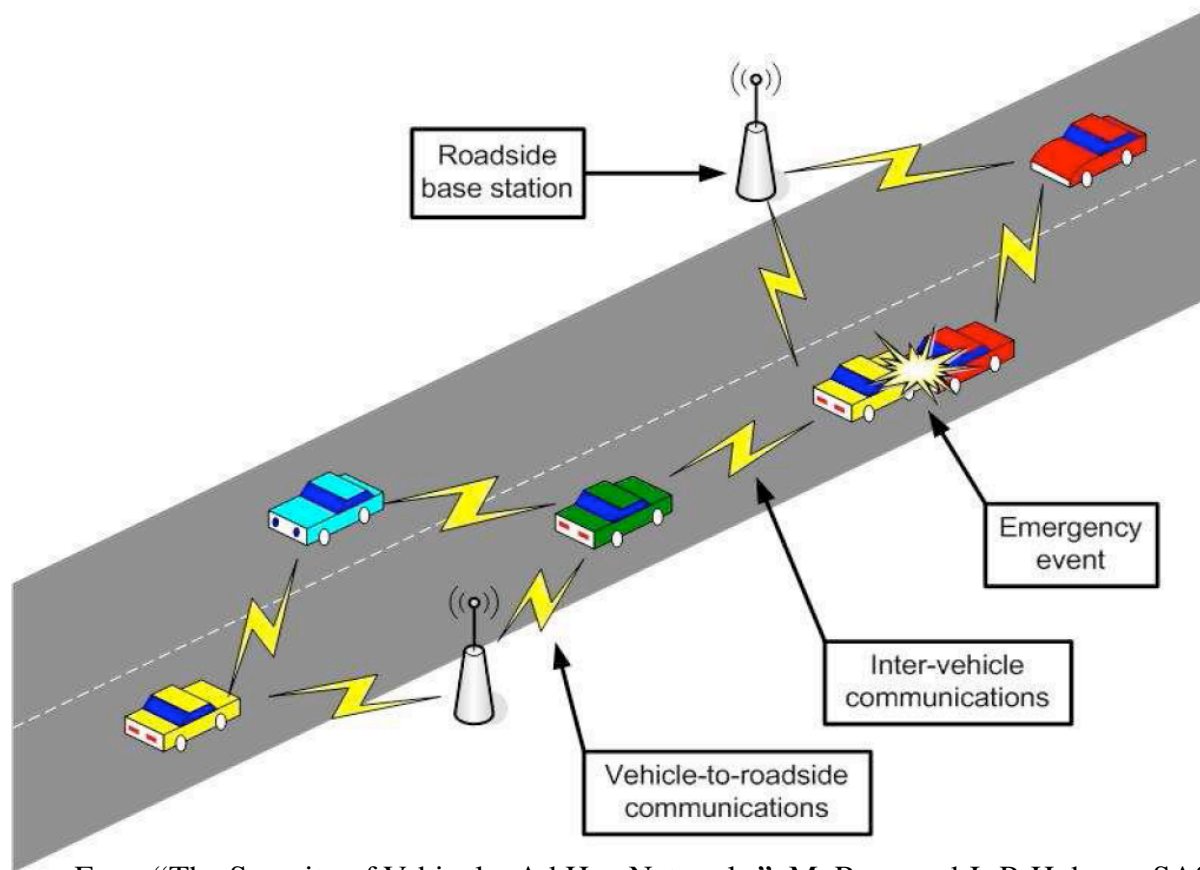 Roadside
base station
Emergency
event
Inter-vehicle
communications
Vehicle-to-roadside
communications